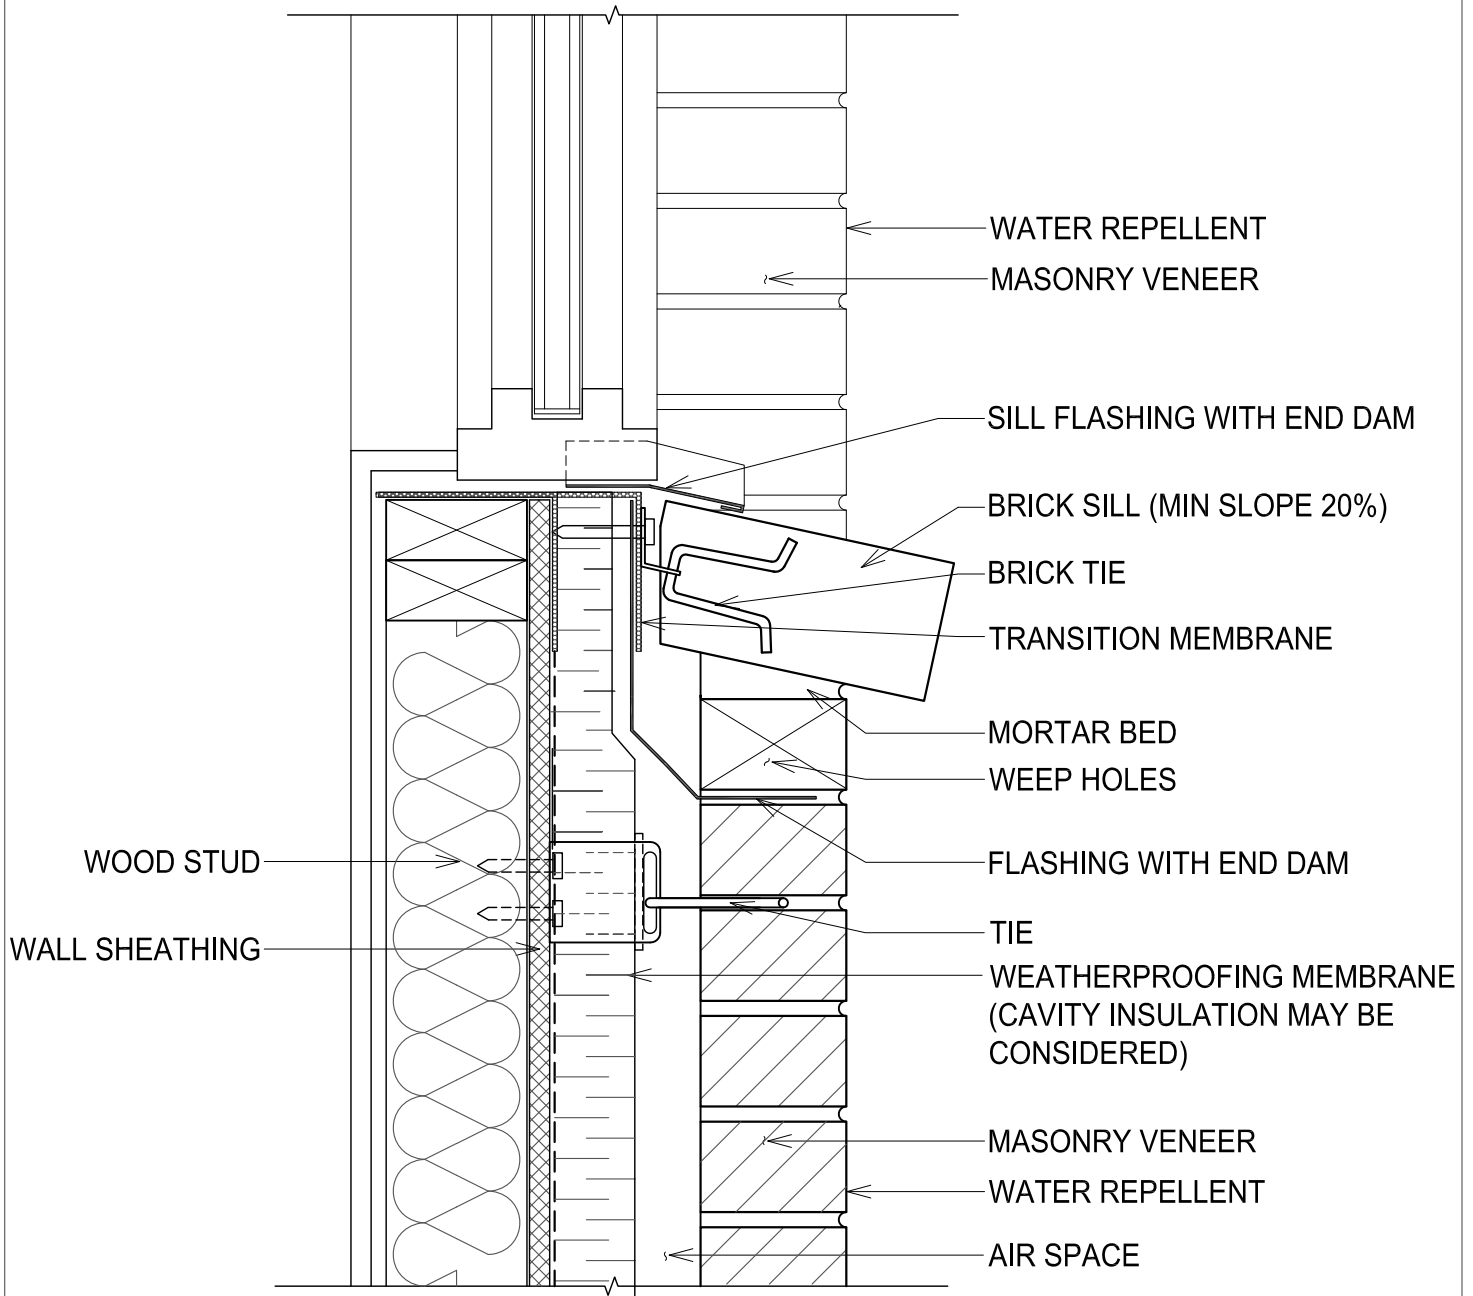 WATER REPELLENT
MASONRY VENEER
SILL FLASHING WITH END DAM
BRICK SILL (MIN SLOPE 20%)
BRICK TIE
TRANSITION MEMBRANE
MORTAR BED
WEEP HOLES
WOOD STUD
FLASHING WITH END DAM
TIE
WALL SHEATHING
WEATHERPROOFING MEMBRANE
(CAVITY INSULATION MAY BE
CONSIDERED)
MASONRY VENEER
WATER REPELLENT
AIR SPACE